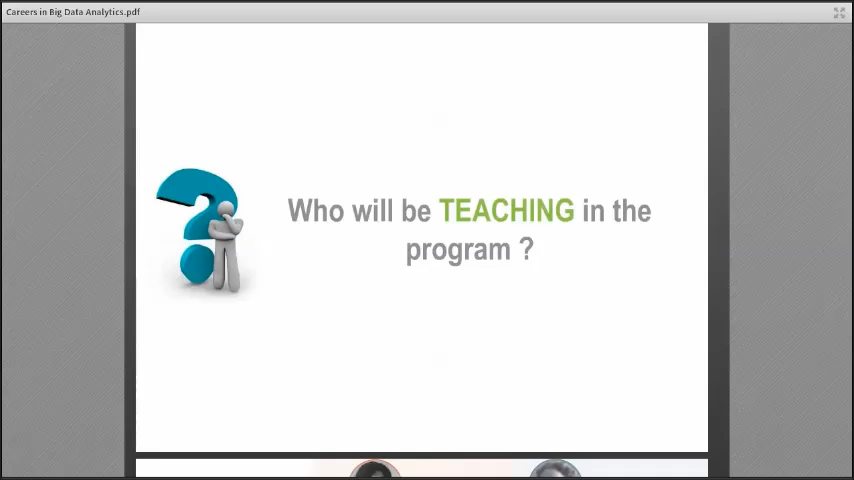 Careers in Big Data Analytics.pdf
Who will be TEACHING in the
program ?